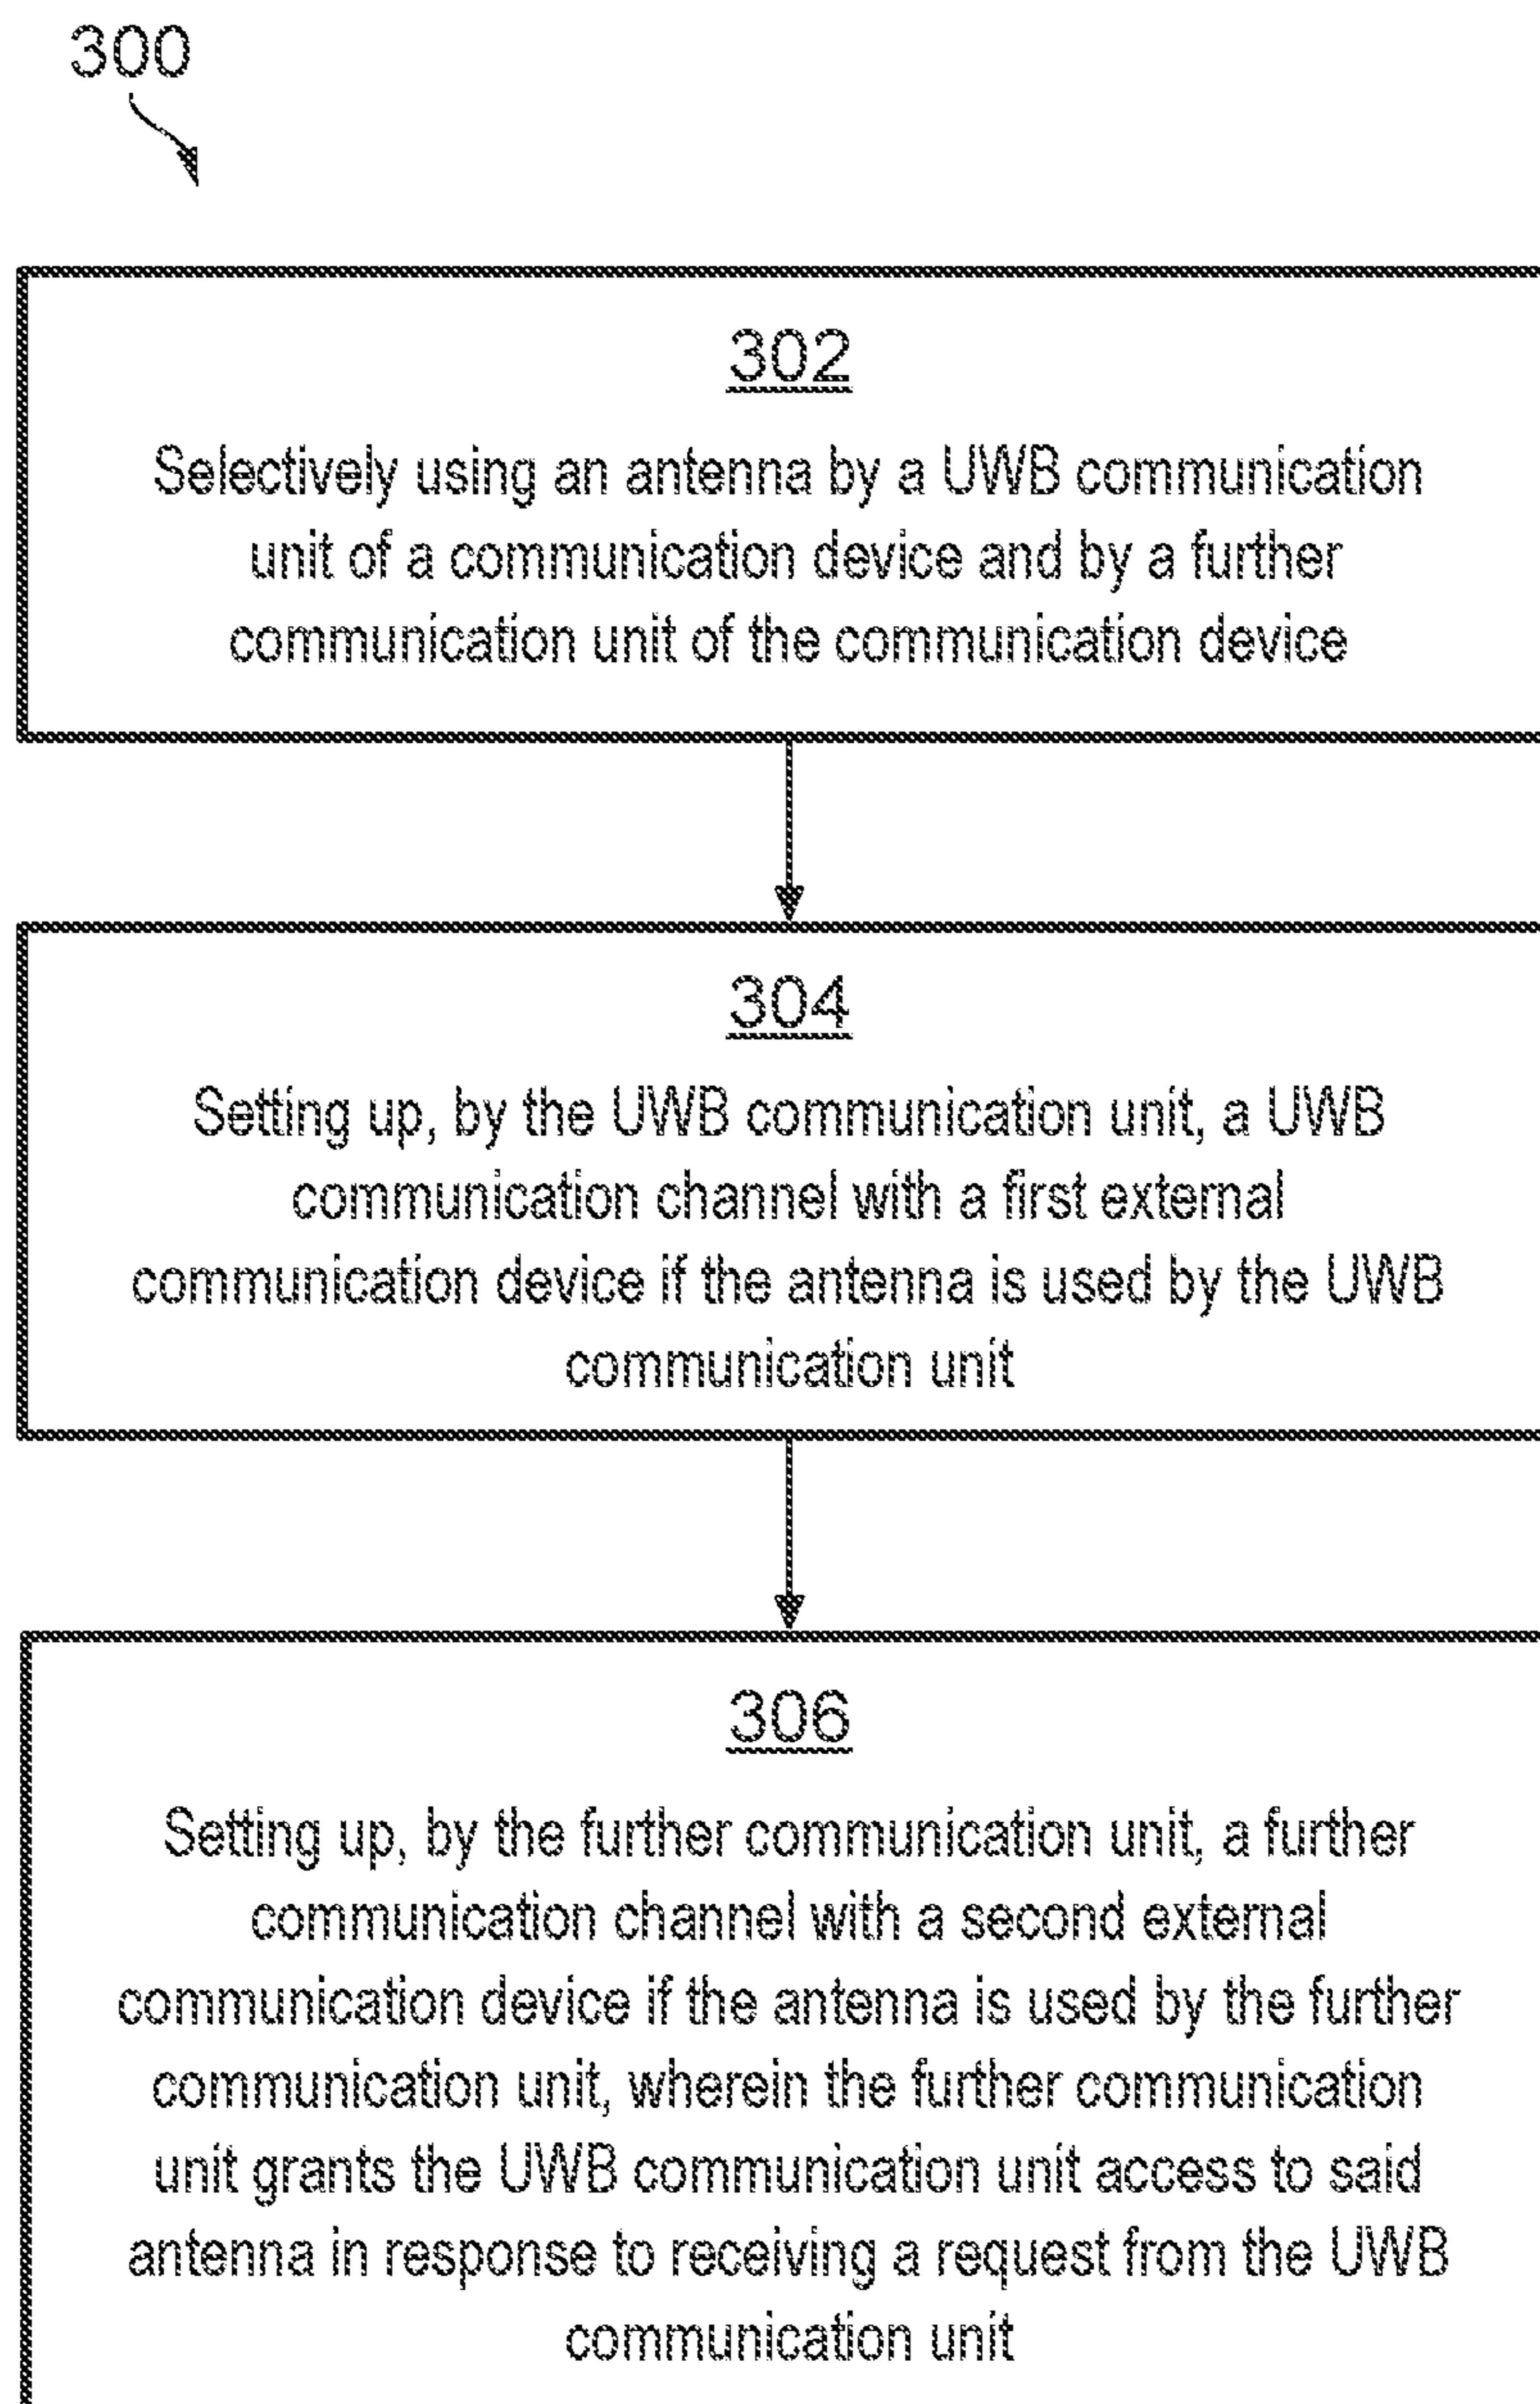 300
302
Selectively using an antenna by a UWB communication
unit of a communication device and by a further
communication unit of the communication device
304
Setting up, by the UWB communication unit, a UWB
communication channel with a first external
communication device if the antenna is used by the UWB
communication unit
306
Setting up, by the further communication unit, a further
communication channel with a second external
communication device if the antenna is used by the further
communication unit, wherein the further communication
unit grants the UWB communication unit access to said
antenna in response to receiving a request from the UWB
communication unit